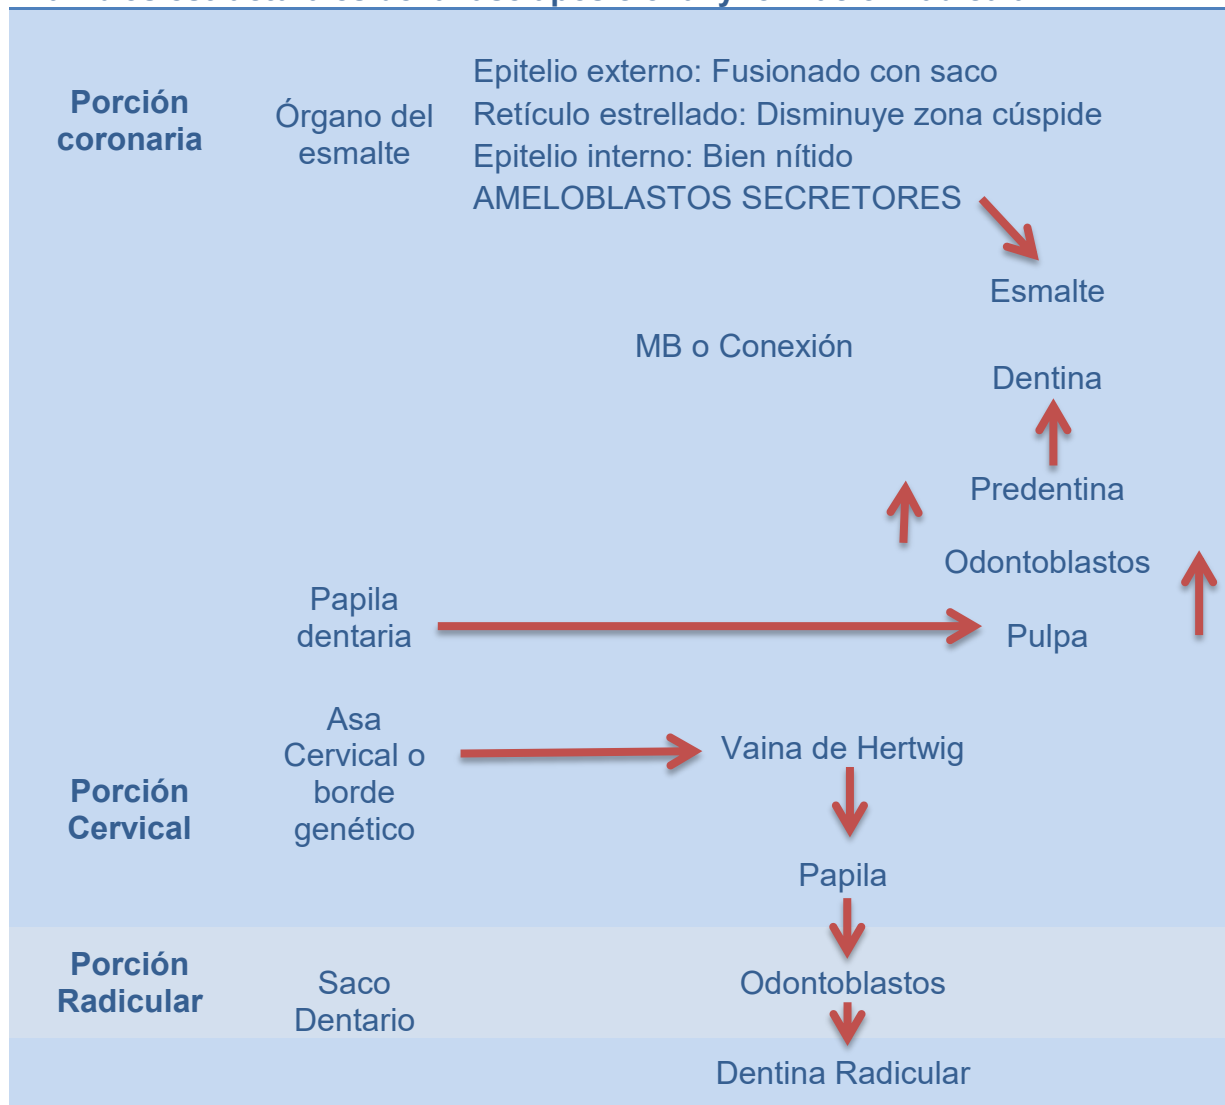 Porción
coronaria
Órgano del
esmalte
Epitelio externo: Fusionado con saco
Retículo estrellado: Disminuye zona cúspide
Epitelio interno: Bien nítido
AMELOBLASTOS SECRETORES
Esmalte
MB o Conexión
Dentina
Predentina
Odontoblastos
Papila
dentaria
Pulpa
Asa
Cervical o
borde
genético
Vaina de Hertwig
Porción
Cervical
Papila
Porción
Radicular
Saco
Dentario
Odontoblastos
Dentina Radicular